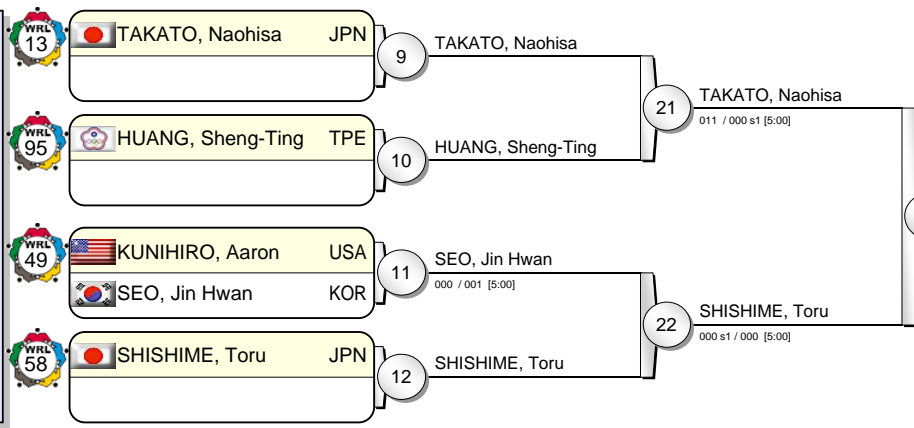 WRL
13
TAKATO, Naohisa JPN
9
TAKATO, Naohisa
WRL
95
HUANG, Sheng-Ting TPE
10
HUANG, Sheng-Ting
21
TAKATO, Naohisa
011 / 000 s1 [5:00]
WRL
49
KUNIHIRO, Aaron USA
SEO, Jin Hwan KOR
11
SEO, Jin Hwan
000 / 001 [5:00]
WRL
58
SHISHIME, Toru JPN
12
SHISHIME, Toru
22
SHISHIME, Toru
000 s1 / 000 [5:00]